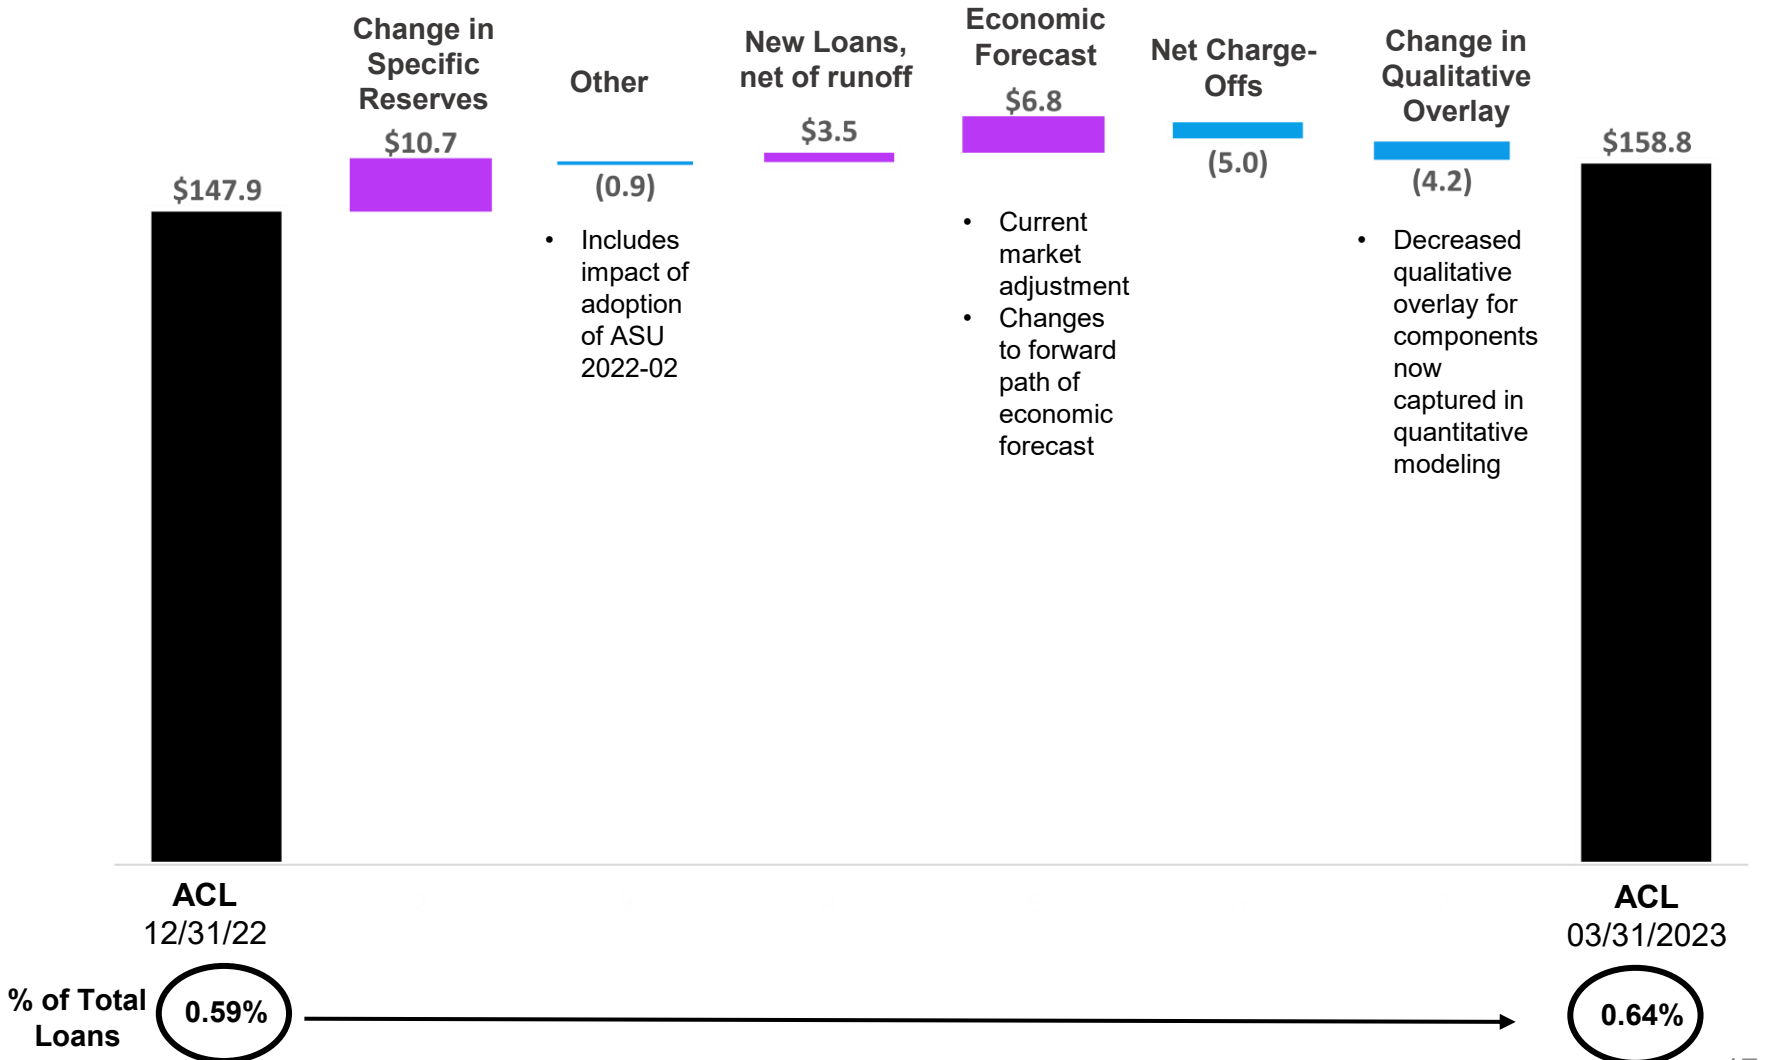 Change in
Specific
Reserves
$10.7
Other
(0.9)
New Loans,
net of runoff
$3.5
Economic
Forecast
$6.8
Net Charge-
Offs
(5.0)
Change in
Qualitative
Overlay
(4.2)
$147.9
$158.8
• Includes
impact of
adoption
of ASU
2022-02
• Current
market
adjustment
• Changes
to forward
path of
economic
forecast
• Decreased
qualitative
overlay for
components
now
captured in
quantitative
modeling
ACL
12/31/22
ACL
03/31/2023
% of Total
Loans
0.59%
0.64%